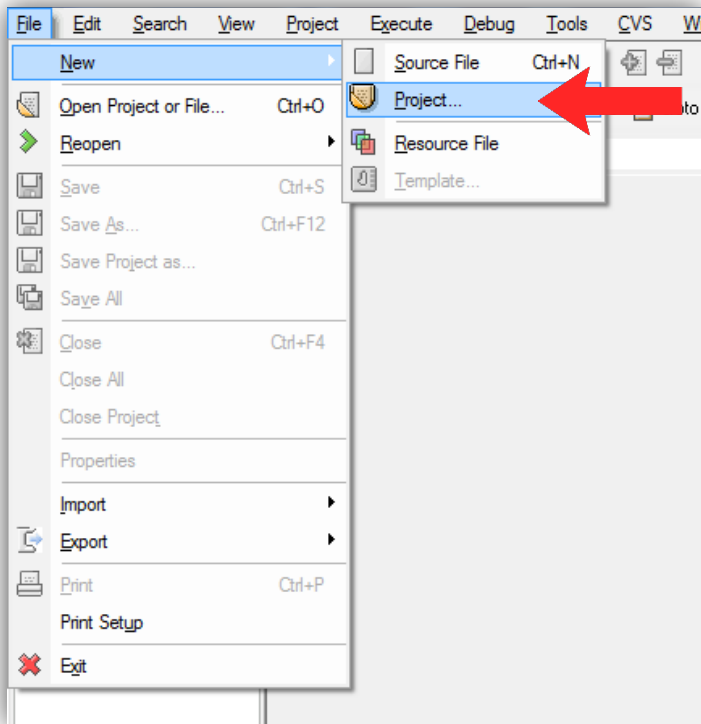 File Edit Search View Project Execute Debug Tools CVS
New
Source File Ctrl+N
Project...
Resource File
Template...
Open Project or File... Ctrl+O
Reopen
Save Ctrl+S
Save As... Ctrl+F12
Save Project as...
Save All
Close Ctrl+F4
Close All
Close Project
Properties
Import
Export
Print Ctrl+P
Print Setup
Exit